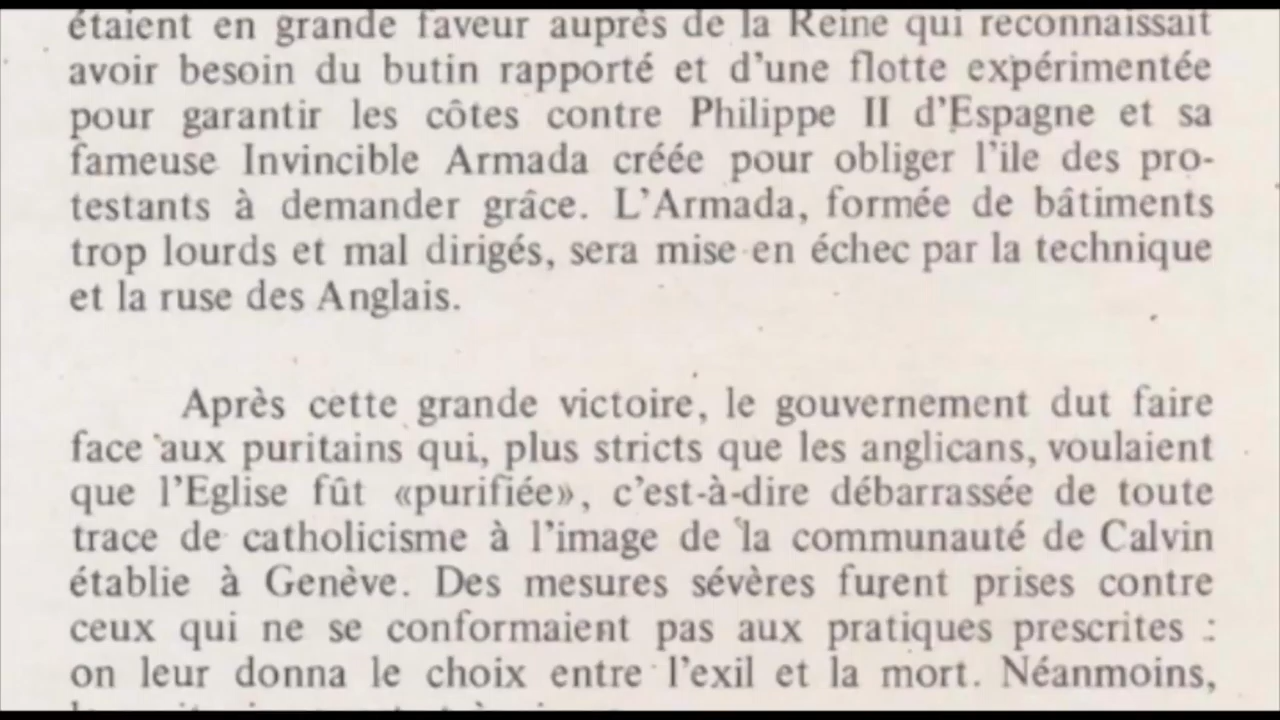 étaient en grande faveur auprès de la Reine qui reconnaissait
avoir besoin du butin rapporté et d'une flotte expérimentée
pour garantir les côtes contre Philippe II d'Espagne et sa
fameuse Invincible Armada créée pour obliger l'ile des pro-
testants à demander grâce. L'Armada, formée de bâtiments
trop lourds et mal dirigés, sera mise en échec par la technique
et la ruse des Anglais.
Après cette grande victoire, le gouvernement dut faire
face aux puritains qui, plus stricts que les anglicans, voulaient
que l'Eglise fût «purifiée», c'est-à-dire débarrassée de toute
trace de catholicisme à l'image de la communauté de Calvin
établie à Genève. Des mesures sévères furent prises contre
ceux qui ne se conformaient pas aux pratiques prescrites :
on leur donna le choix entre l'exil et la mort. Néanmoins,